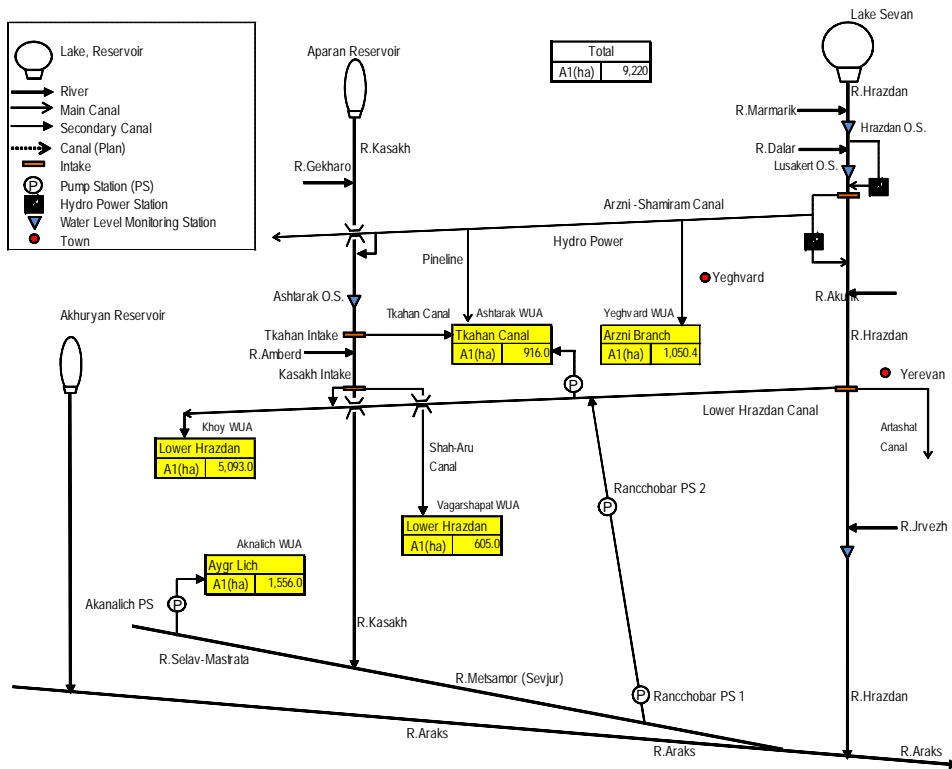 Lake, Reservoir
River
Main Canal
Secondary Canal
Canal (Plan)
Intake
P Pump Station (PS)
Hydro Power Station
Water Level Monitoring Station
Town
Aparan Reservoir
Total
A1(ha) 9,220
Lake Sevan
R.Hrazdan
R.Marmarik
Hrazdan O.S.
R.Dalar
Lusakert O.S.
R.Kasakh
R.Gekharo
Arzni -Shamiram Canal
Hydro Power
Pineline
Yeghvard
R.Akunk
Ashtarak O.S.
Akhuryan Reservoir
Tkahan Canal
Ashtarak WUA
Yeghvard WUA
Tkahan Intake
Tkahan Canal
A1(ha) 916.0
Arzni Branch
A1(ha) 1,050.4
R.Hrazdan
R.Amberd
Kasakh Intake
P
Yerevan
Lower Hrazdan Canal
Artashat
Canal
Khoy WUA
Lower Hrazdan
A1(ha) 5,093.0
Shah-Aru
Canal
Rancchobar PS 2
P
Vagarshapat WUA
Lower Hrazdan
A1(ha) 605.0
R.Jrvezh
Aknalich WUA
Aygr Lich
A1(ha) 1,556.0
Akanalich PS
P
R.Kasakh
R.Selav-Mastrata
R.Metsamor (Sevjur)
P
Rancchobar PS 1
R.Hrazdan
R.Araks
R.Araks
R.Araks